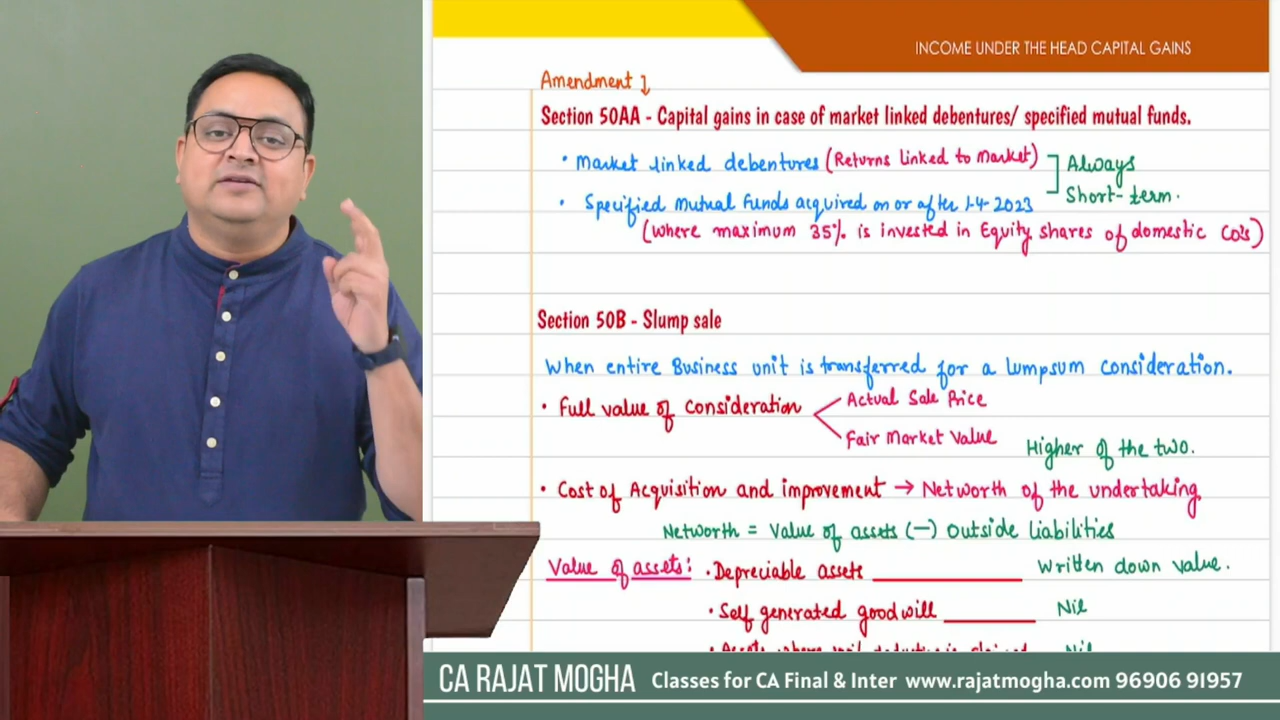 INCOME UNDER THE HEAD CAPITAL GAINS
Amendment ↓
Section 50AA - Capital gains in case of market linked debentures/ specified mutual funds.
• Market linked debentures (Returns linked to Market)
• Specified Mutual Funds acquired on or after 1-4-2023
Always
Short-term.
(Where maximum 35% is invested in Equity shares of domestic Co's)
Section 50B - Slump sale
When entire Business unit is transferred for a lumpsum consideration.
• Full value of Consideration
Actual Sale Price
Fair Market Value
Higher of the two.
• Cost of Acquisition and improvement → Networth of the undertaking
Networth = Value of assets (-) Outside liabilities
Value of assets: • Depreciable assets ________ Written down value.
• Self generated goodwill ________ Nil
CA RAJAT MOGHA Classes for CA Final & Inter www.rajatmogha.com 96906 91957